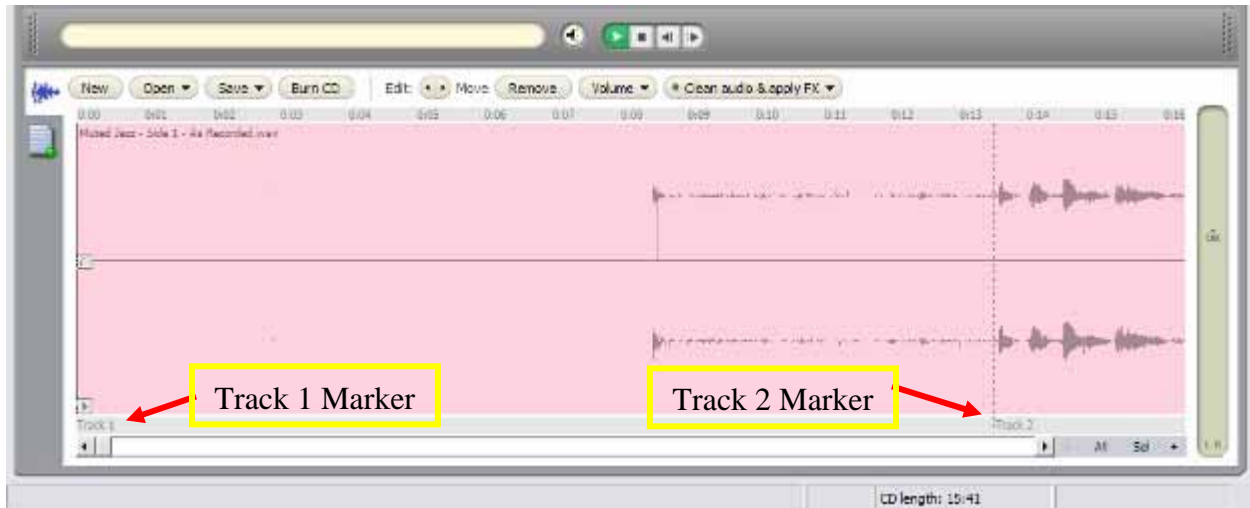 New Open Save Burn CD Edit: Move: Remove Volume Clean audio & apply FX
0:00 0:01 0:02 0:03 0:04 0:05 0:06 0:07 0:08 0:09 0:10 0:11 0:12 0:13 0:14 0:15 0:16
Muted Jazz - Side 1 - As Recorded.wav
Track 1 Marker Track 2 Marker
Track 1 Track 2
All Sel +
CD length: 15:41